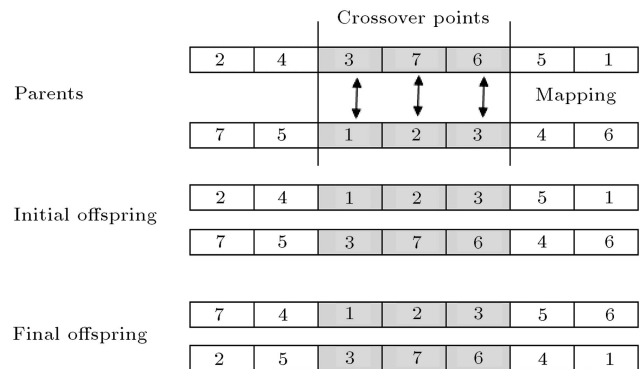 Crossover points
2 4 3 7 6 5 1
Parents
Mapping
7 5 1 2 3 4 6
2 4 1 2 3 5 1
Initial offspring
7 5 3 7 6 4 6
7 4 1 2 3 5 6
Final offspring
2 5 3 7 6 4 1